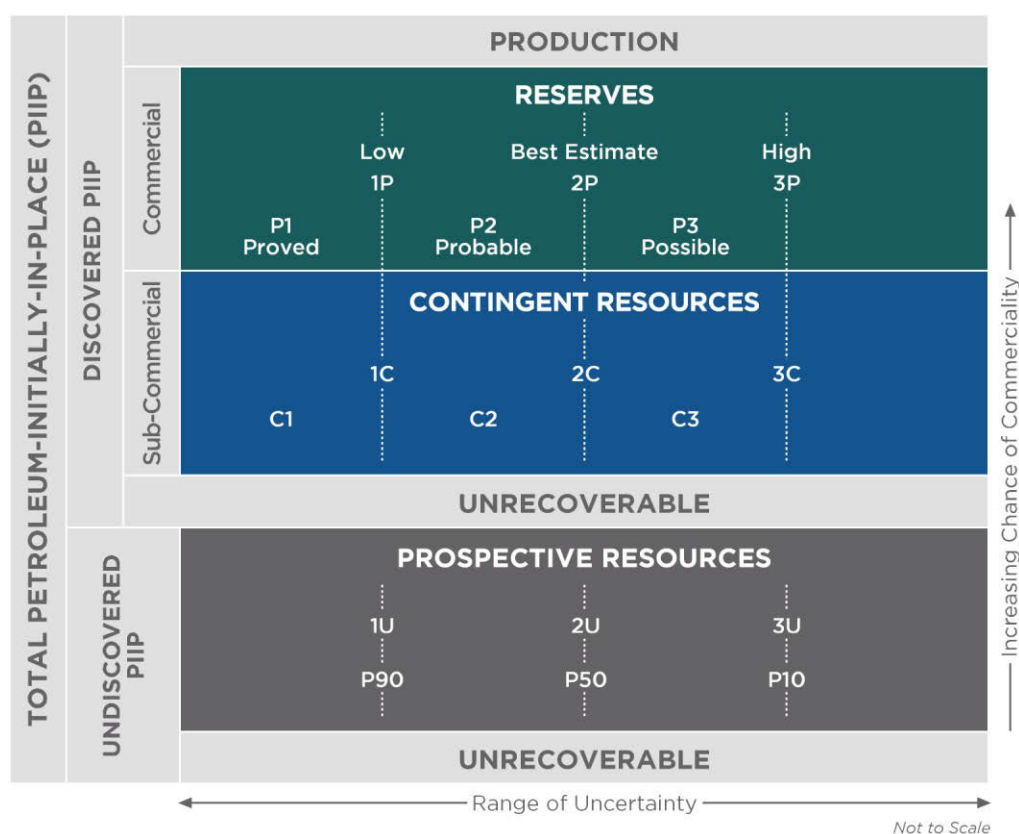 TOTAL PETROLEUM-INITIALLY-IN-PLACE (PIIP)
DISCOVERED PIIP
UNDISCOVERED
PIIP
Commercial
Sub-Commercial
PRODUCTION
RESERVES
Low Best Estimate High
1P 2P 3P
P1 P2 P3
Proved Probable Possible
CONTINGENT RESOURCES
1C 2C 3C
C1 C2 C3
UNRECOVERABLE
PROSPECTIVE RESOURCES
1U 2U 3U
P90 P50 P10
UNRECOVERABLE
Increasing Chance of Commerciality
Range of Uncertainty
Not to Scale